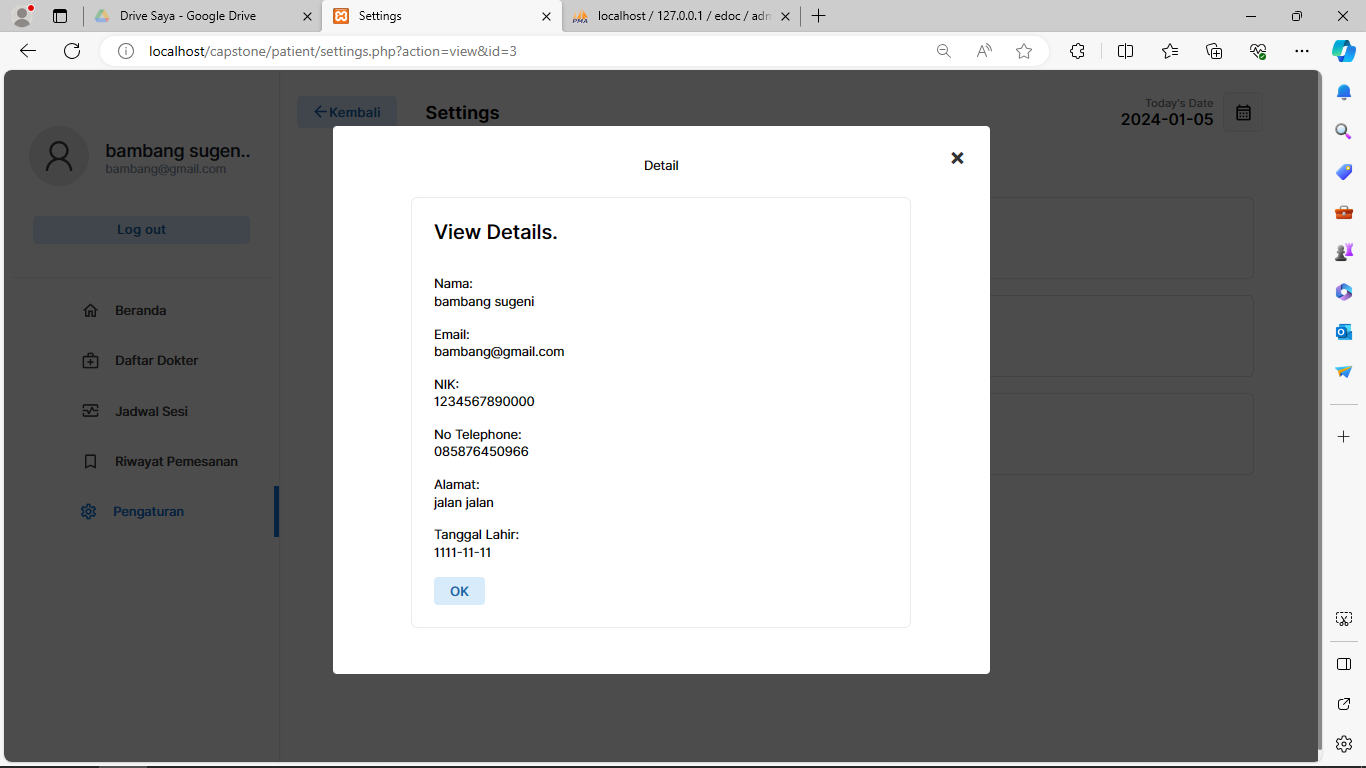 Drive Saya - Google Drive
Settings
PMA
localhost / 127.0.0.1 / edoc / adm
localhost/capstone/patient/settings.php?action=view&id=3
Kembali
Settings
Today's Date
2024-01-05
bambang sugen..
bambang@gmail.com
Log out
Beranda
Daftar Dokter
Jadwal Sesi
Riwayat Pemesanan
Pengaturan
Detail
View Details.
Nama:
bambang sugeni
Email:
bambang@gmail.com
NIK:
1234567890000
No Telephone:
085876450966
Alamat:
jalan jalan
Tanggal Lahir:
1111-11-11
OK